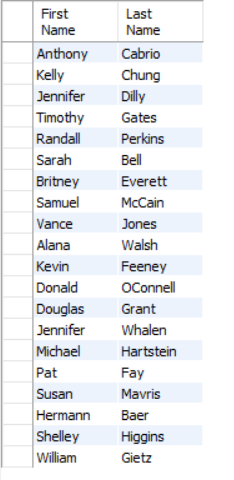 First Name Last Name
Anthony Cabrio
Kelly Chung
Jennifer Dilly
Timothy Gates
Randall Perkins
Sarah Bell
Britney Everett
Samuel McCain
Vance Jones
Alana Walsh
Kevin Feeney
Donald OConnell
Douglas Grant
Jennifer Whalen
Michael Hartstein
Pat Fay
Susan Mavris
Hermann Baer
Shelley Higgins
William Gietz